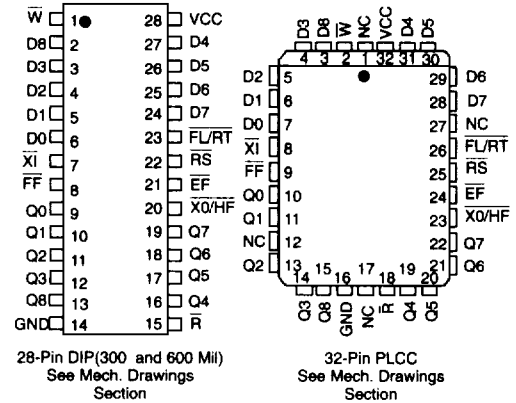 W̅ 1 28 VCC
D8 2 27 D4
D3 3 26 D5
D2 4 25 D6
D1 5 24 D7
D0 6 23 F̅L̅/̅R̅T̅
X̅I̅ 7 22 R̅S̅
F̅F̅ 8 21 E̅F̅
Q0 9 20 X̅0̅/̅H̅F̅
Q1 10 19 Q7
Q2 11 18 Q6
Q3 12 17 Q5
Q8 13 16 Q4
GND 14 15 R̅
28-Pin DIP(300 and 600 Mil)
See Mech. Drawings
Section
D3 D8 W̅ NC VCC D4 D5
4 3 2 1 32 31 30
D2 5 29 D6
D1 6 28 D7
D0 7 27 NC
X̅I̅ 8 26 F̅L̅/̅R̅T̅
F̅F̅ 9 25 R̅S̅
Q0 10 24 E̅F̅
Q1 11 23 X̅0̅/̅H̅F̅
NC 12 22 Q7
Q2 13 21 Q6
14 15 16 17 18 19 20
Q3 Q8 GND NC R̅ Q4 Q5
32-Pin PLCC
See Mech. Drawings
Section